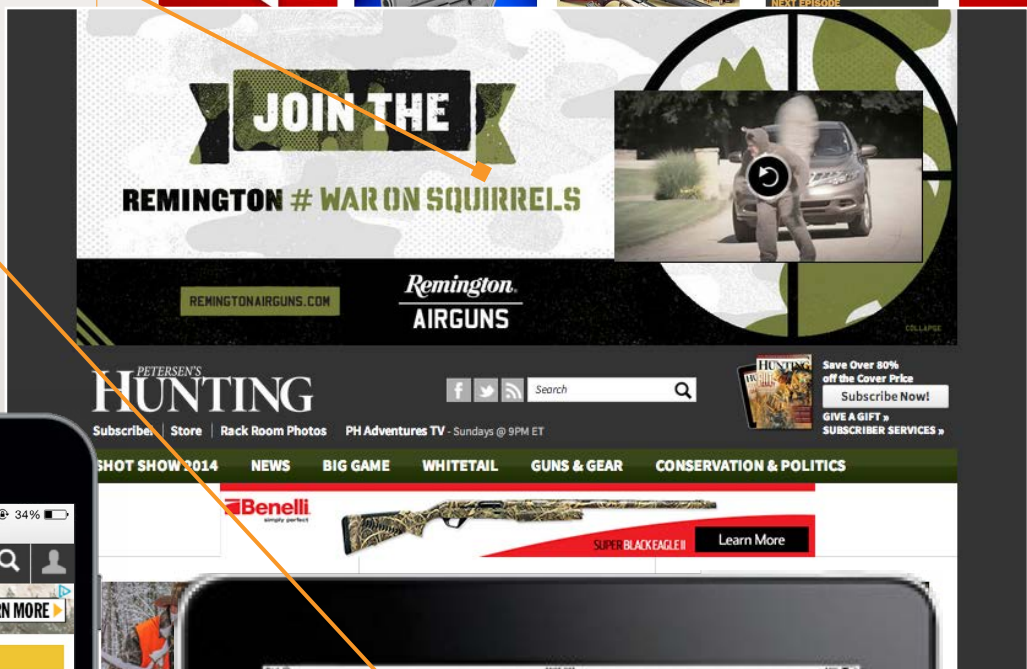 NEXT EPISODE
JOIN THE
REMINGTON # WAR ON SQUIRRELS
REMINGTONAIRGUNS.COM
Remington
AIRGUNS
COLLAPSE
PETERSEN'S
HUNTING
Search
HUNTING
Save Over 80%
off the Cover Price
Subscribe Now!
GIVE A GIFT »
SUBSCRIBER SERVICES »
Subscribe | Store | Rack Room Photos PH Adventures TV - Sundays @ 9PM ET
SHOT SHOW 2014 NEWS BIG GAME WHITETAIL GUNS & GEAR CONSERVATION & POLITICS
Benelli
simply perfect
SUPER BLACK EAGLE II
Learn More
34%
RN MORE